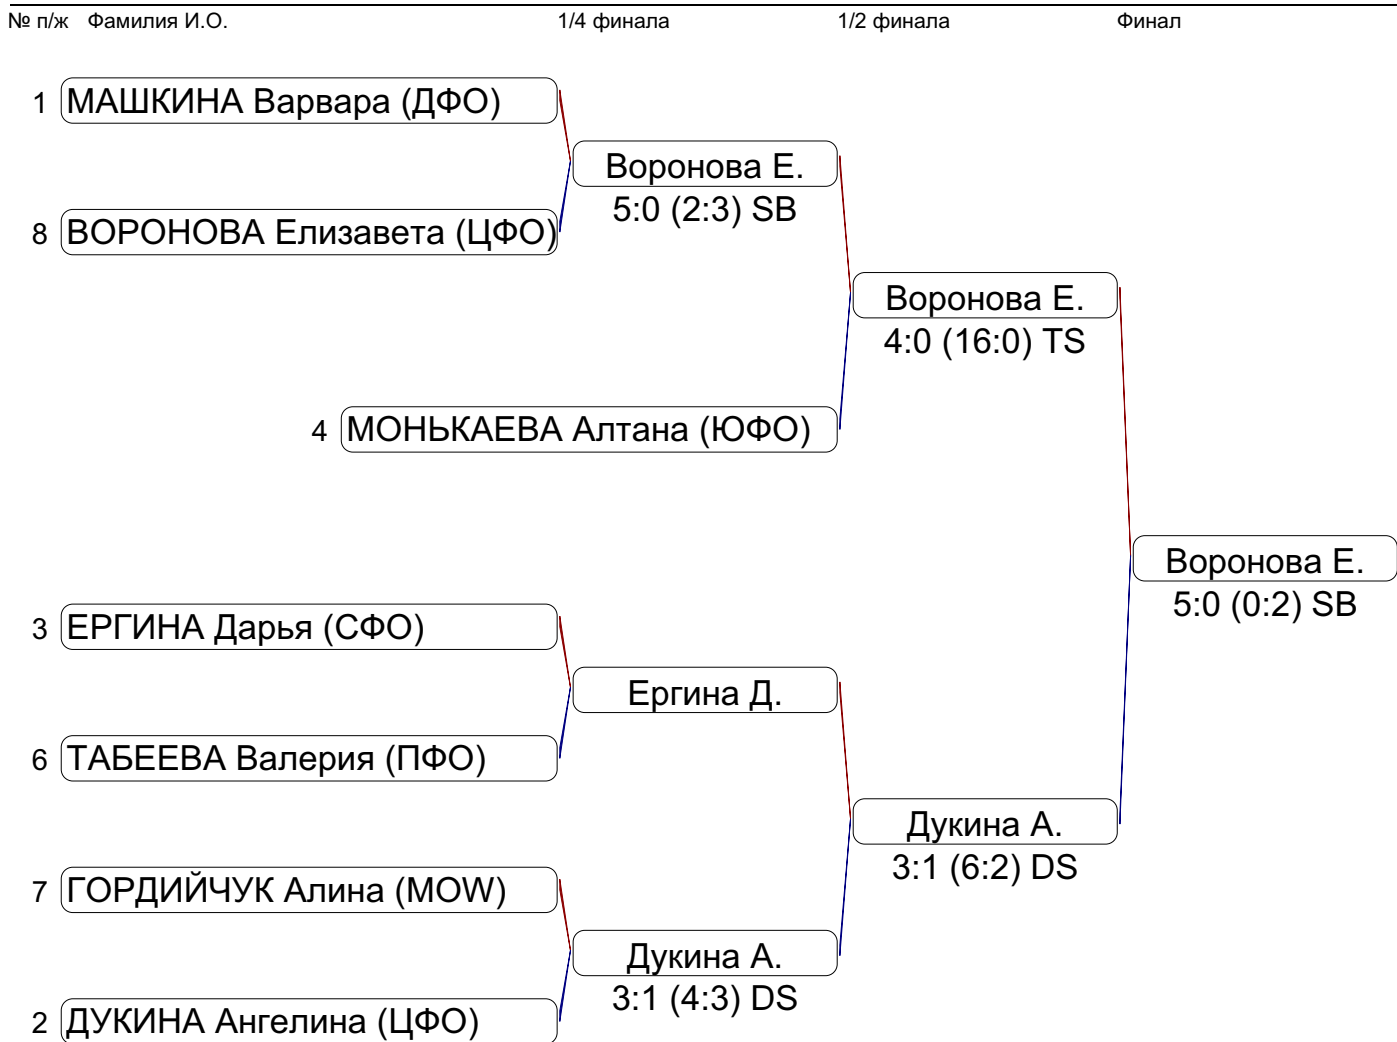 № п/ж Фамилия И.О. 1/4 финала 1/2 финала Финал
1 МАШКИНА Варвара (ДФО)
Воронова Е.
5:0 (2:3) SB
8 ВОРОНОВА Елизавета (ЦФО)
Воронова Е.
4:0 (16:0) TS
4 МОНЬКАЕВА Алтана (ЮФО)
Воронова Е.
5:0 (0:2) SB
3 ЕРГИНА Дарья (СФО)
Ергина Д.
6 ТАБЕЕВА Валерия (ПФО)
Дукина А.
3:1 (6:2) DS
7 ГОРДИЙЧУК Алина (MOW)
Дукина А.
3:1 (4:3) DS
2 ДУКИНА Ангелина (ЦФО)